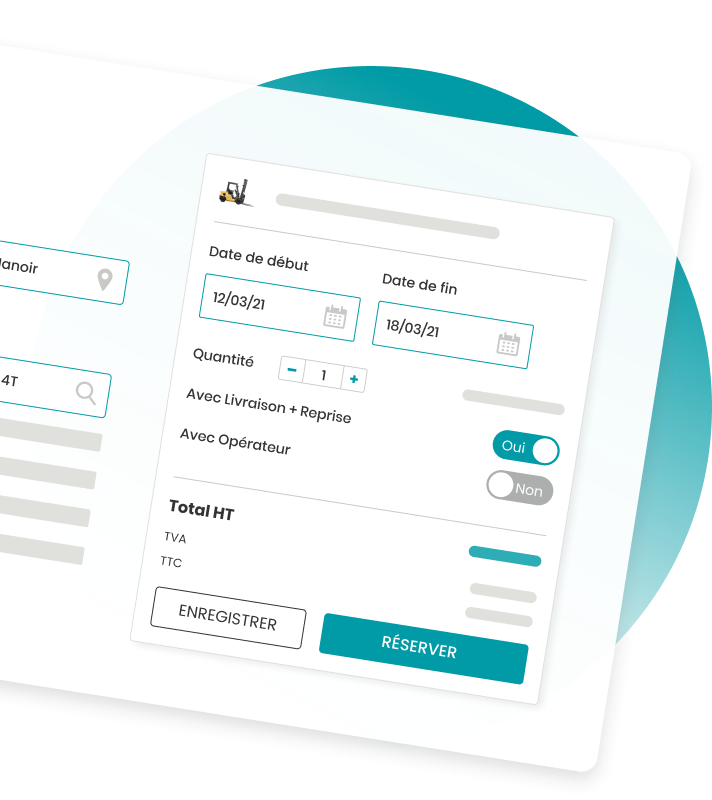 4T
Date de début
Date de fin
12/03/21
18/03/21
Quantité
1
Avec Livraison + Reprise
Oui
Avec Opérateur
Non
Total HT
TVA
TTC
ENREGISTRER
RÉSERVER